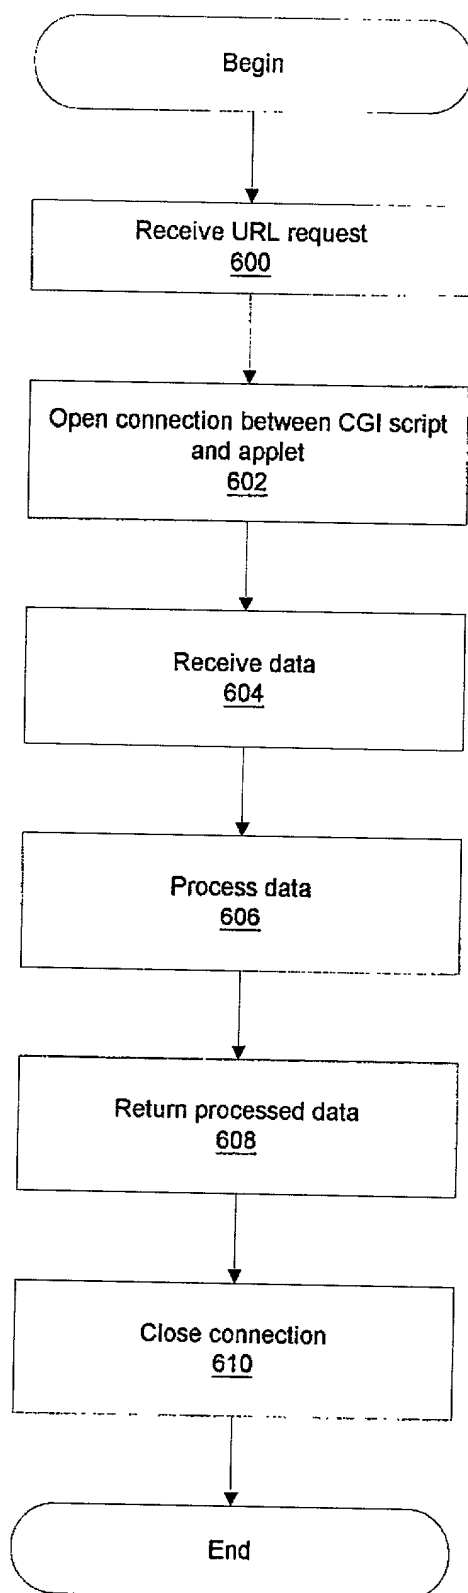 Begin
Receive URL request
600
Open connection between CGI script
and applet
602
Receive data
604
Process data
606
Return processed data
608
Close connection
610
End